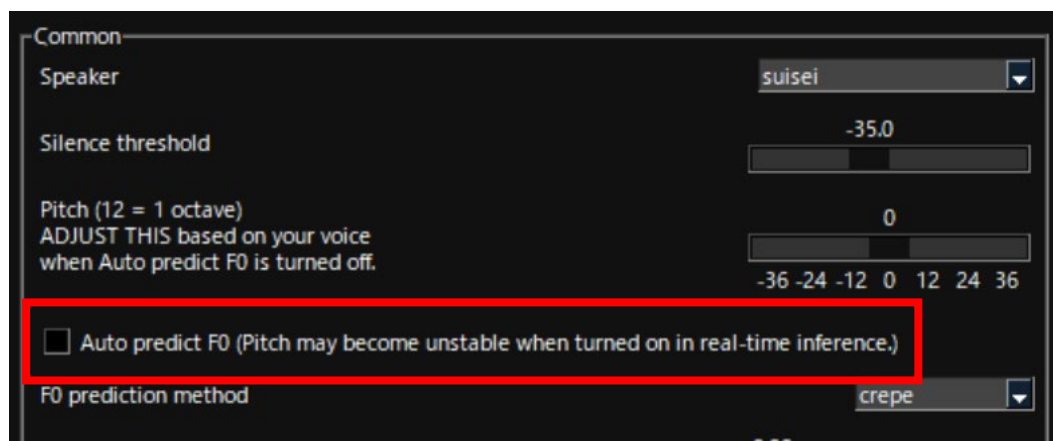 Common
Speaker
suisei
Silence threshold
-35.0
Pitch (12 = 1 octave)
ADJUST THIS based on your voice
when Auto predict F0 is turned off.
0
-36 -24 -12 0 12 24 36
Auto predict F0 (Pitch may become unstable when turned on in real-time inference.)
F0 prediction method
crepe